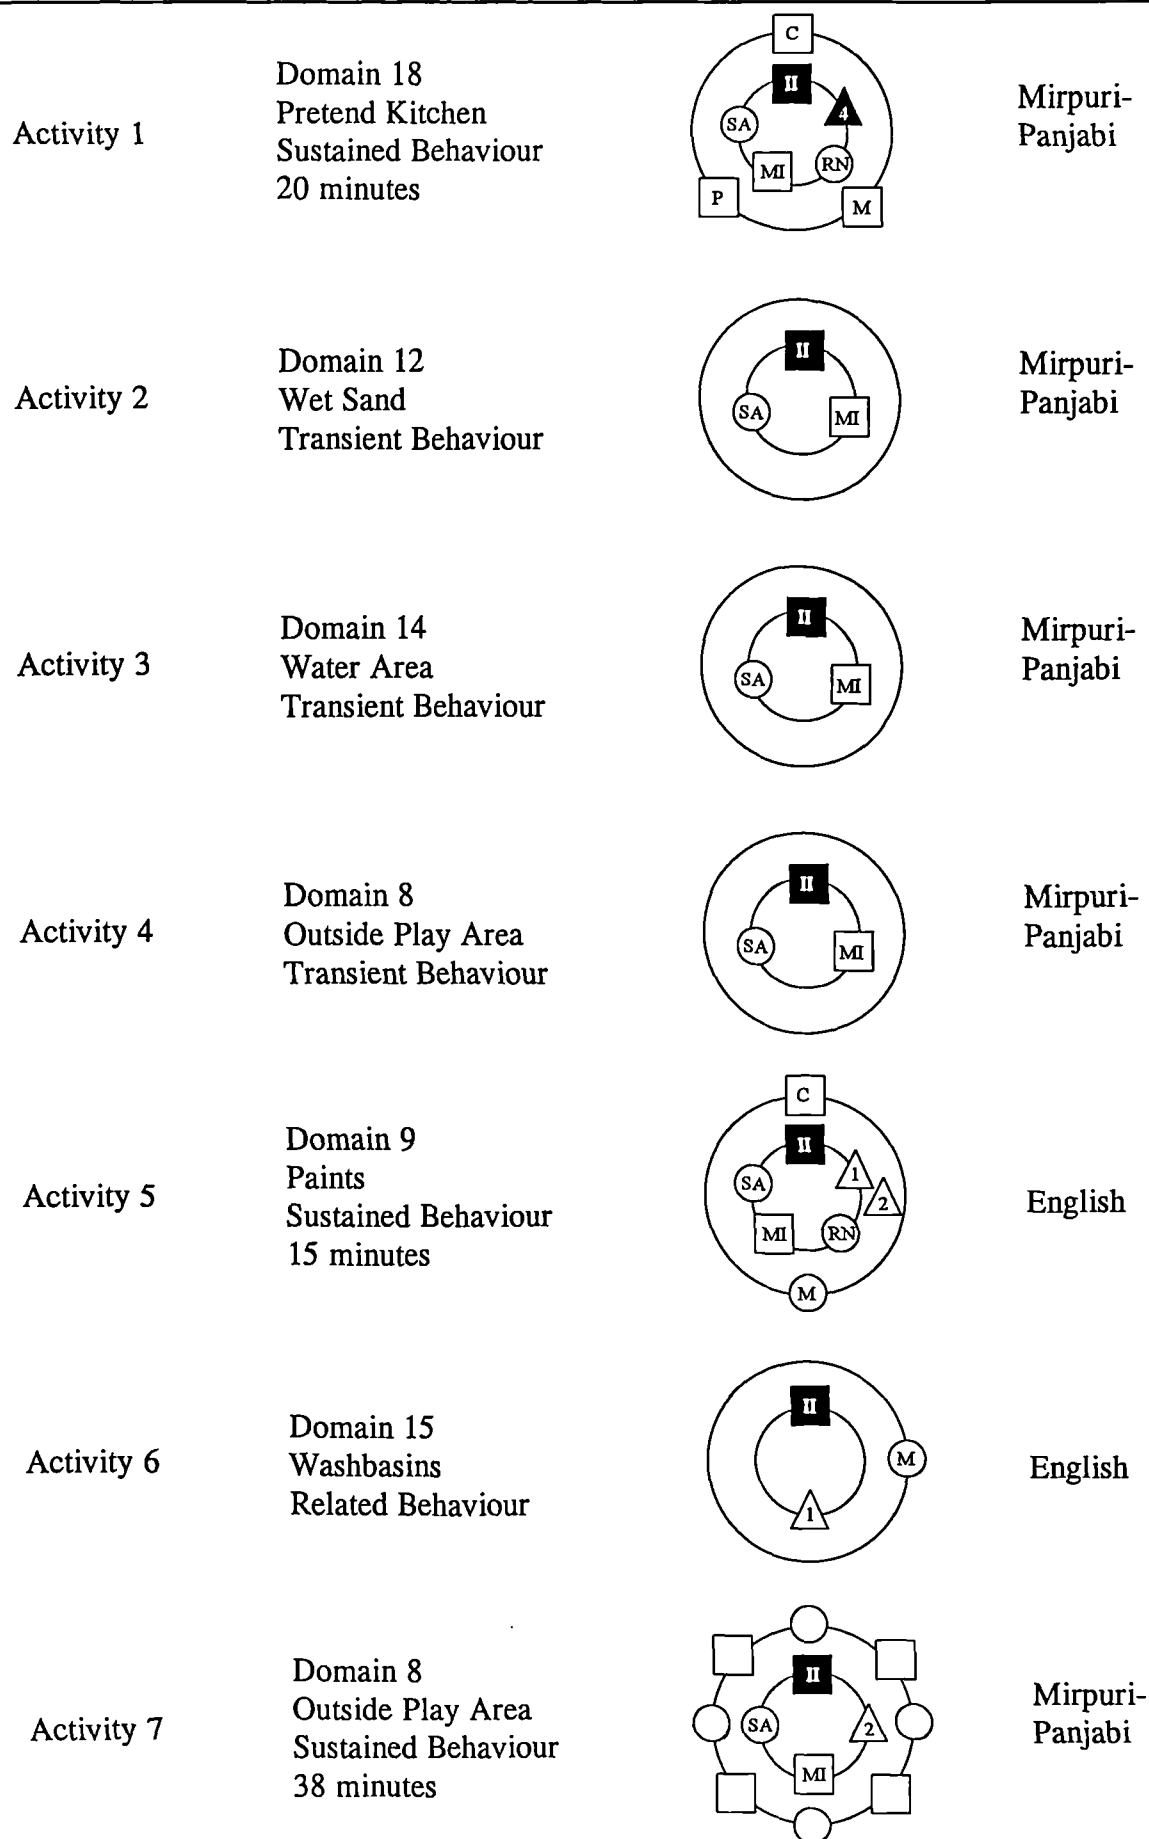 Activity 1
Domain 18
Pretend Kitchen
Sustained Behaviour
20 minutes
C
II
SA
4
MI
RN
P
M
Mirpuri-
Panjabi
Activity 2
Domain 12
Wet Sand
Transient Behaviour
II
SA
MI
Mirpuri-
Panjabi
Activity 3
Domain 14
Water Area
Transient Behaviour
II
SA
MI
Mirpuri-
Panjabi
Activity 4
Domain 8
Outside Play Area
Transient Behaviour
II
SA
MI
Mirpuri-
Panjabi
Activity 5
Domain 9
Paints
Sustained Behaviour
15 minutes
C
II
SA
1
2
MI
RN
M
English
Activity 6
Domain 15
Washbasins
Related Behaviour
II
M
1
English
Activity 7
Domain 8
Outside Play Area
Sustained Behaviour
38 minutes
II
SA
2
MI
Mirpuri-
Panjabi